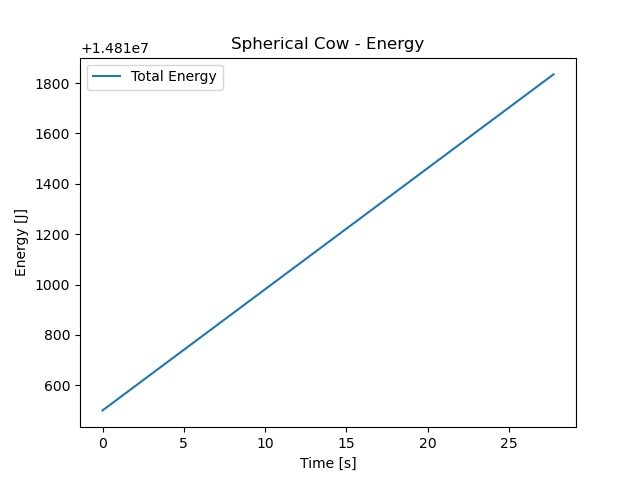 Spherical Cow - Energy
+1.481e7
Total Energy
1800
1600
1400
1200
1000
800
600
Energy [J]
0 5 10 15 20 25
Time [s]